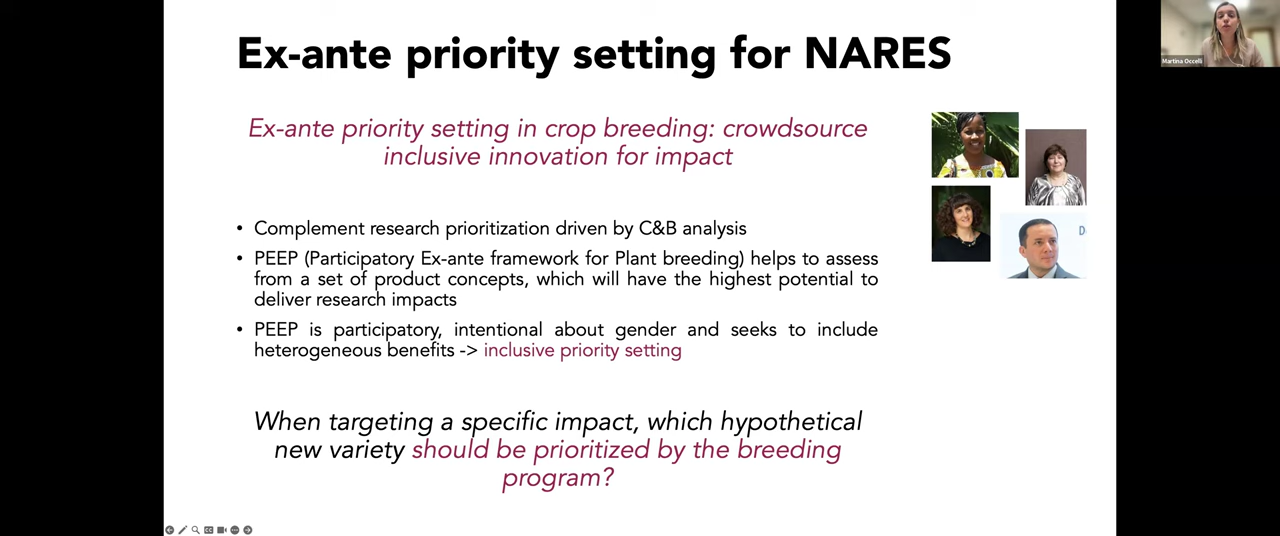 Ex-ante priority setting for NARES
Martina Occelli
Ex-ante priority setting in crop breeding: crowdsource
inclusive innovation for impact
• Complement research prioritization driven by C&B analysis
• PEEP (Participatory Ex-ante framework for Plant breeding) helps to assess
from a set of product concepts, which will have the highest potential to
deliver research impacts
• PEEP is participatory, intentional about gender and seeks to include
heterogeneous benefits -> inclusive priority setting
When targeting a specific impact, which hypothetical
new variety should be prioritized by the breeding
program?